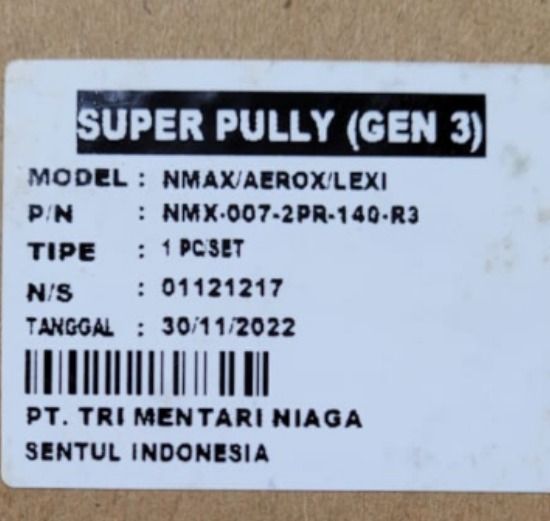 SUPER PULLY (GEN 3)
MODEL : NMAX/AEROX/LEXI
P/N : NMX-007-2PR-140-R3
TIPE : 1 PC/SET
N/S : 01121217
TANGGAL : 30/11/2022
PT. TRI MENTARI NIAGA
SENTUL INDONESIA